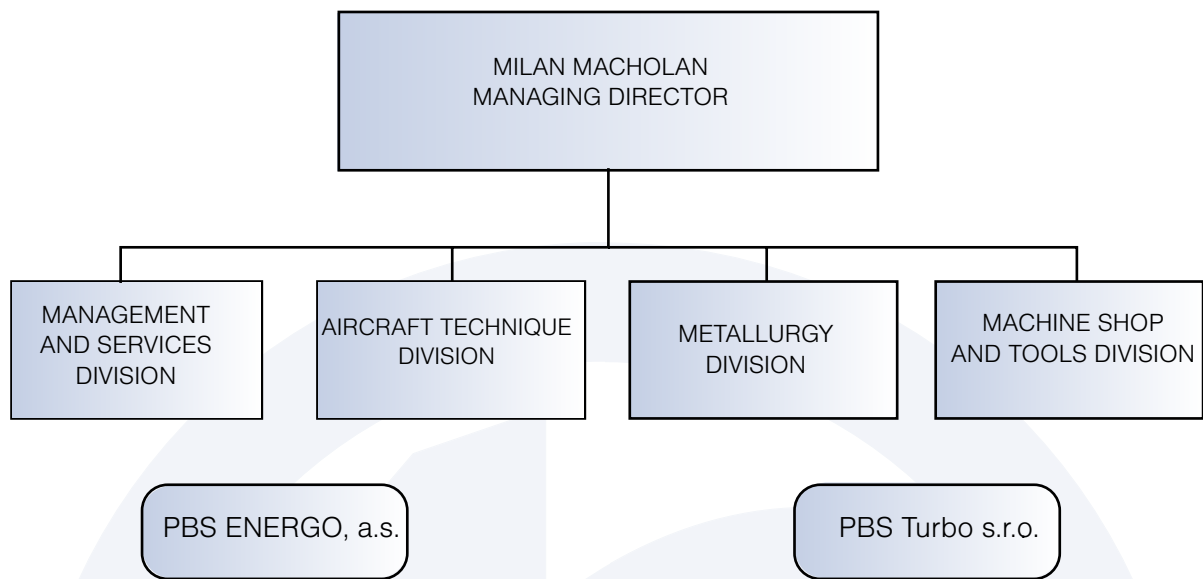 MILAN MACHOLAN
MANAGING DIRECTOR
MANAGEMENT
AND SERVICES
DIVISION
AIRCRAFT TECHNIQUE
DIVISION
METALLURGY
DIVISION
MACHINE SHOP
AND TOOLS DIVISION
PBS ENERGO, a.s.
PBS Turbo s.r.o.